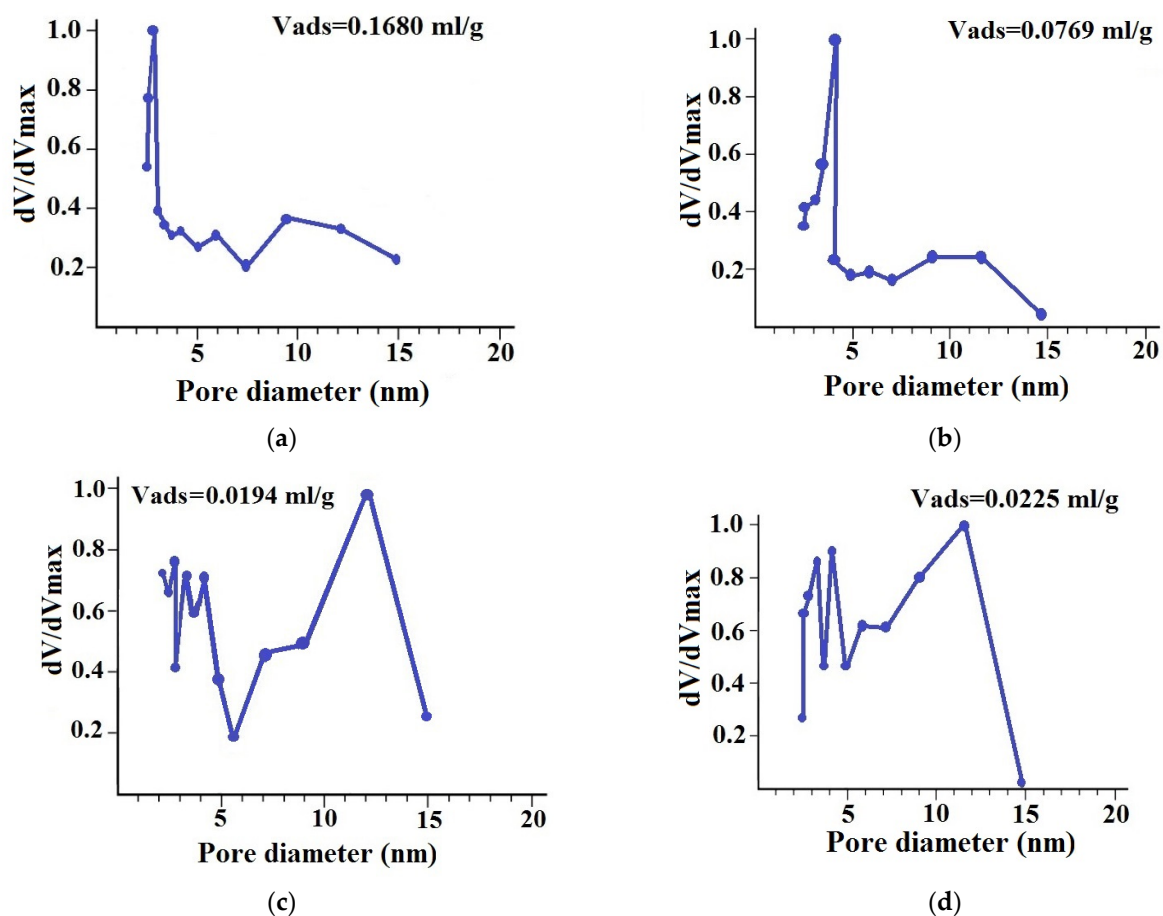 Vads=0.1680 ml/g
1.0
0.8
0.6
0.4
0.2
dV/dVmax
5 10 15 20
Pore diameter (nm)
(a)
Vads=0.0769 ml/g
1.0
0.8
0.6
0.4
0.2
dV/dVmax
5 10 15 20
Pore diameter (nm)
(b)
Vads=0.0194 ml/g
1.0
0.8
0.6
0.4
0.2
dV/dVmax
5 10 15 20
Pore diameter (nm)
(c)
Vads=0.0225 ml/g
1.0
0.8
0.6
0.4
0.2
dV/dVmax
5 10 15 20
Pore diameter (nm)
(d)